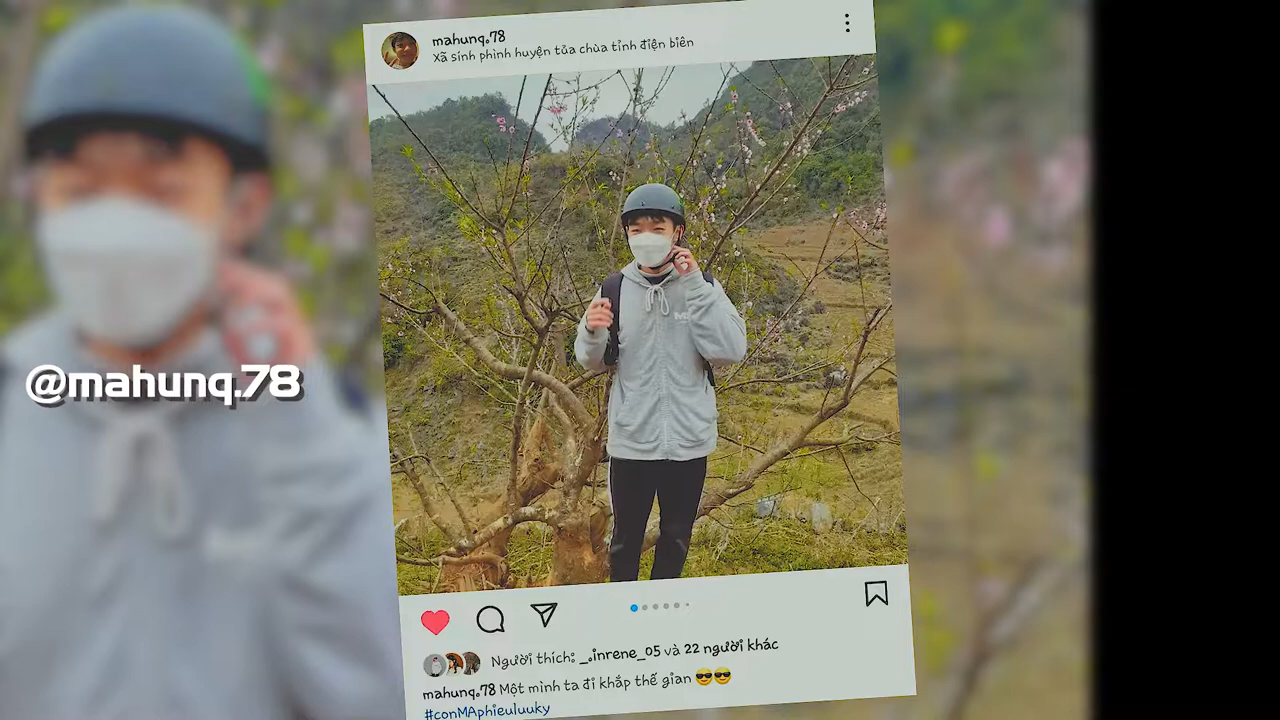 mahunq.78
Xã sính phình huyện tủa chùa tỉnh điện biên
@mahunq.78
Người thích: _.inrene_05 và 22 người khác
mahunq.78 Một mình ta đi khắp thế gian 😎😎
#conMAphieuluuky